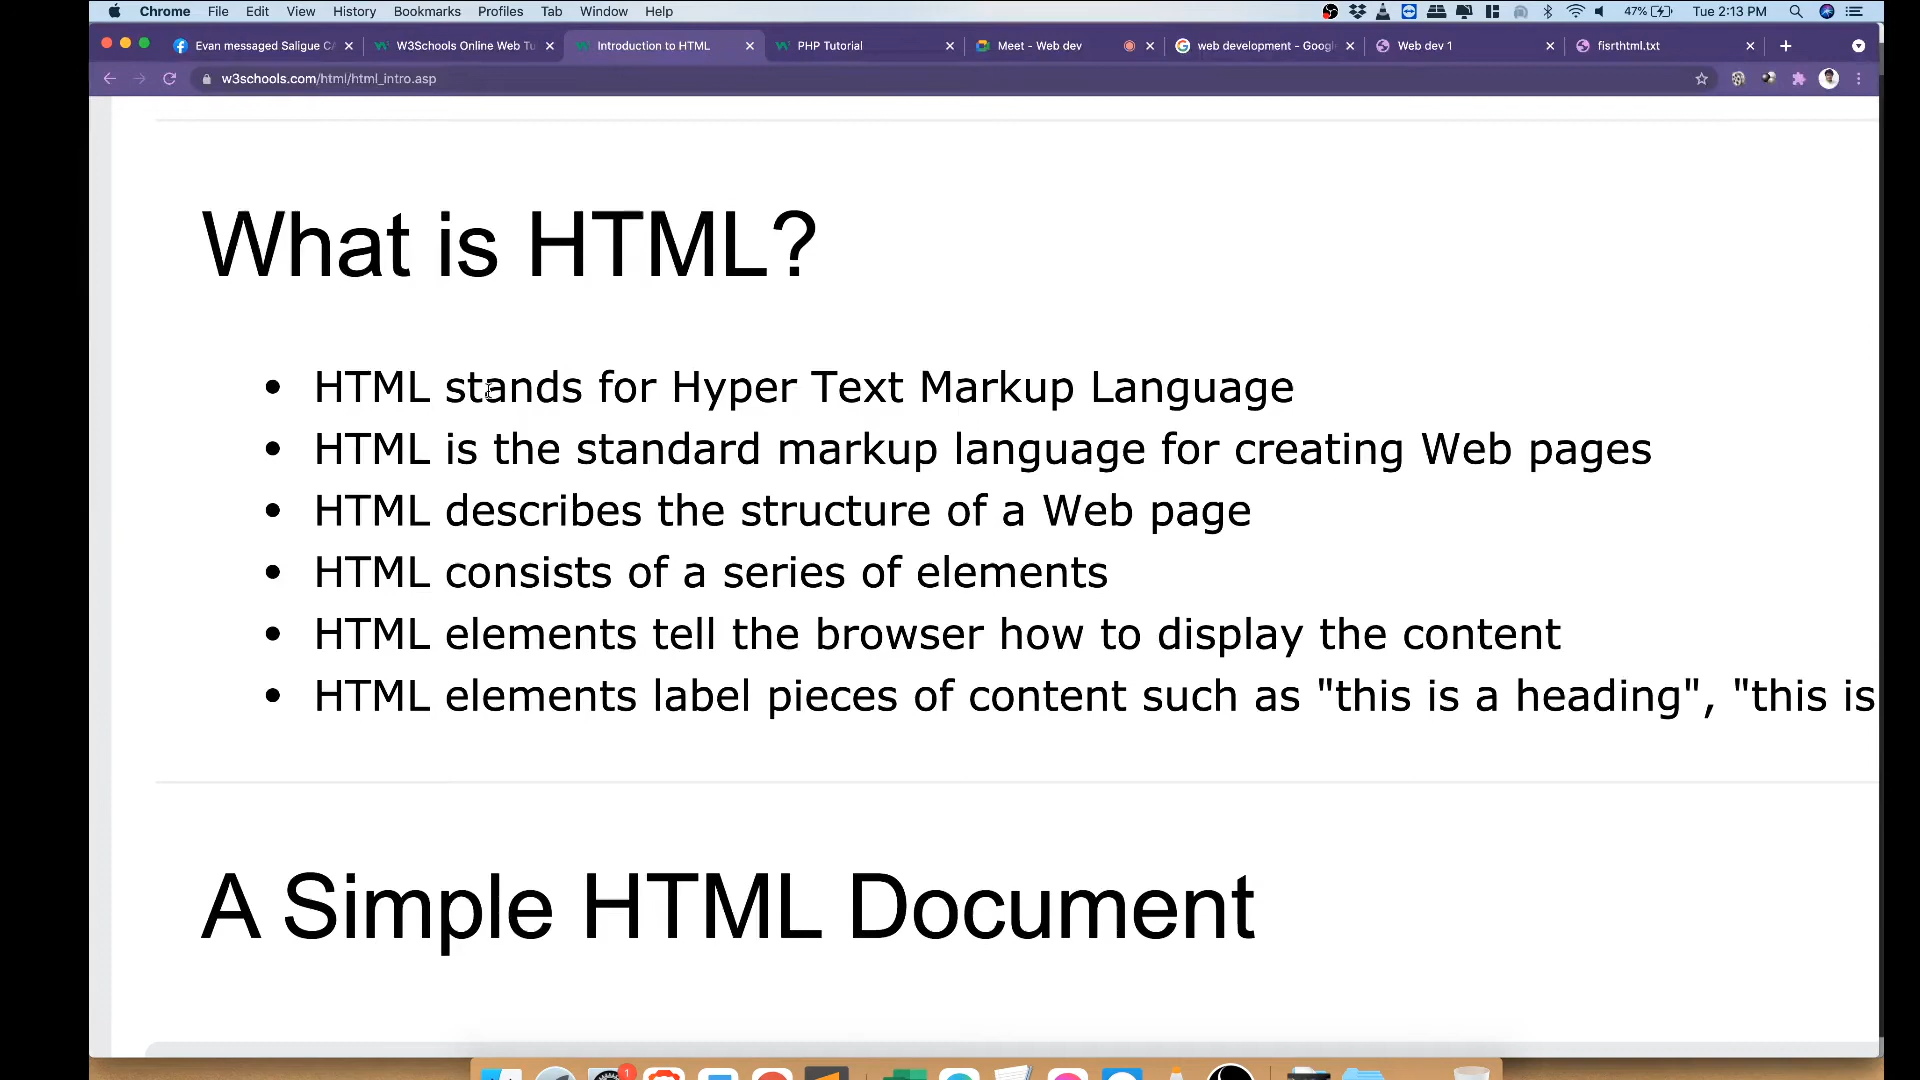 Chrome File Edit View History Bookmarks Profiles Tab Window Help 47% Tue 2:13 PM
Evan messaged Saligue C W3Schools Online Web Tu Introduction to HTML PHP Tutorial Meet - Web dev web development - Googl Web dev 1 fisrthtml.txt
w3schools.com/html/html_intro.asp
What is HTML?
• HTML stands for Hyper Text Markup Language
• HTML is the standard markup language for creating Web pages
• HTML describes the structure of a Web page
• HTML consists of a series of elements
• HTML elements tell the browser how to display the content
• HTML elements label pieces of content such as "this is a heading", "this is
A Simple HTML Document
1